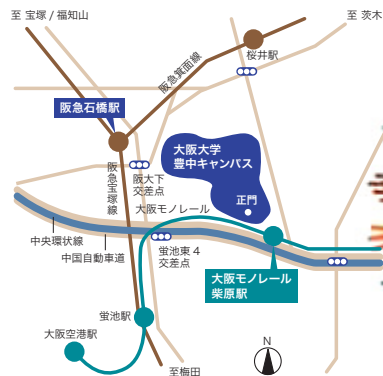 至 宝塚 / 福知山
至 茨木
桜井駅
阪急箕面線
阪急石橋駅
大阪大学
豊中キャンパス
阪急宝塚線
阪大下
交差点
正門
大阪モノレール
中央環状線
中国自動車道
蛍池東4
交差点
大阪モノレール
柴原駅
蛍池駅
大阪空港駅
N
至梅田